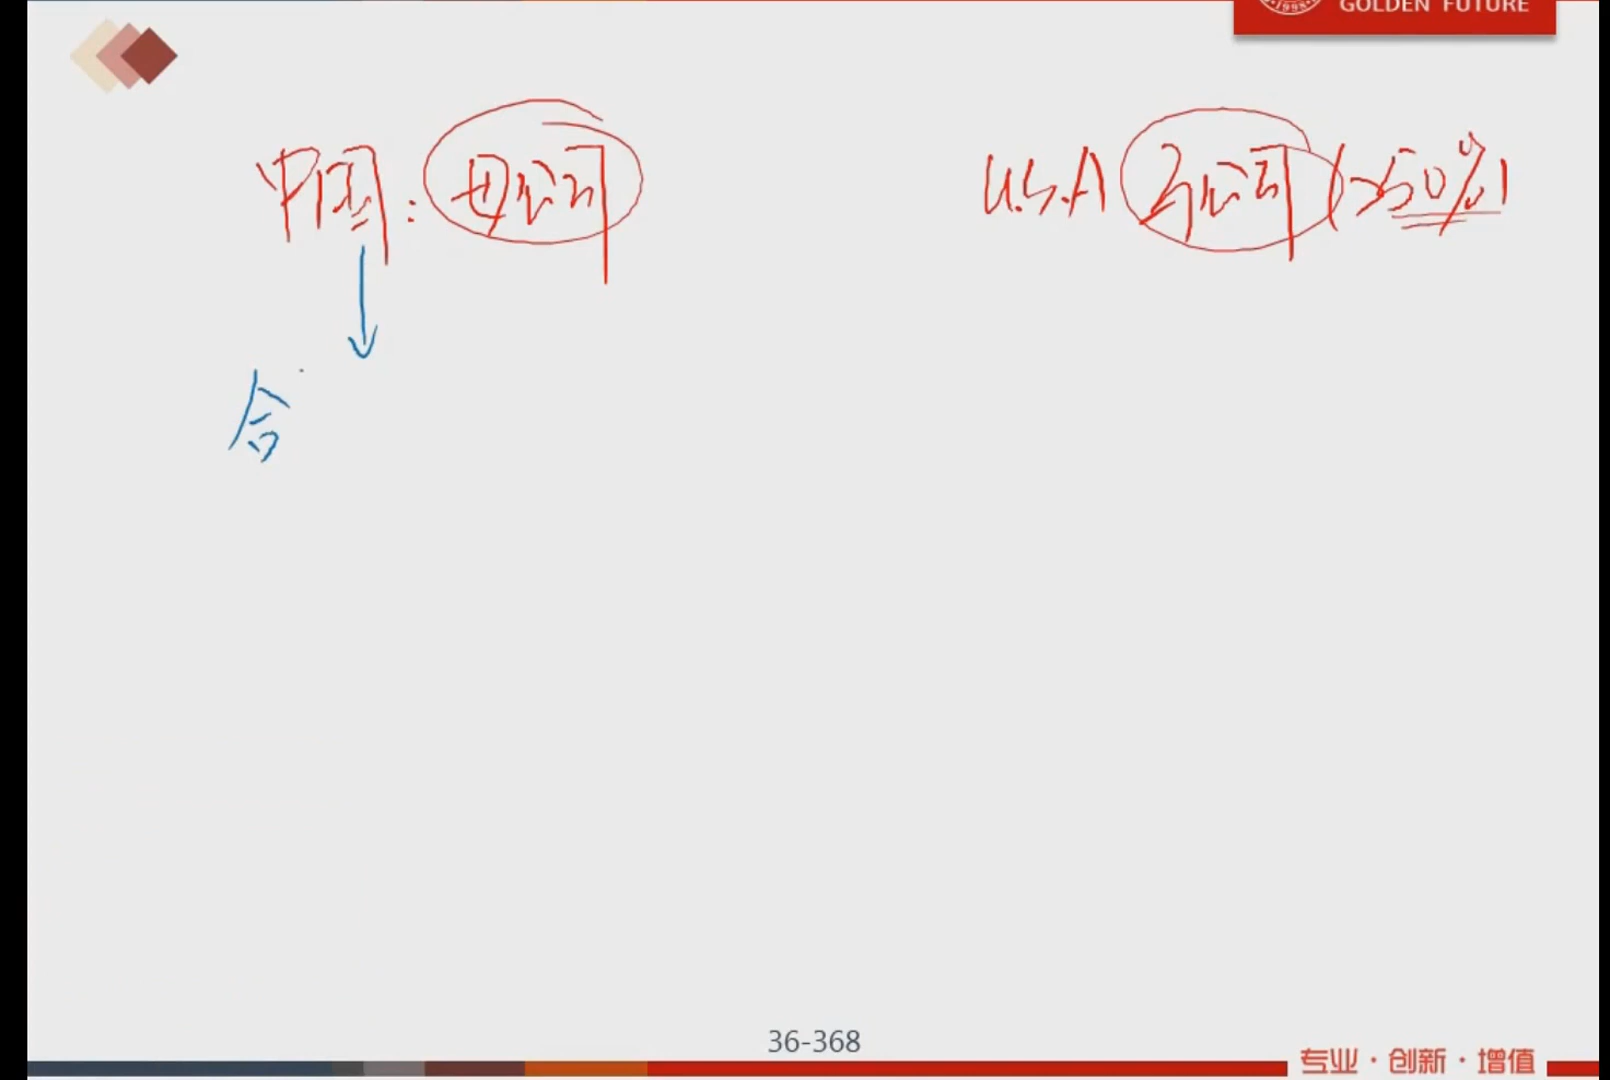 GOLDEN FUTURE
中国：母公司
U.S.A 子公司 (>50%)
合
36-368
专业·创新·增值